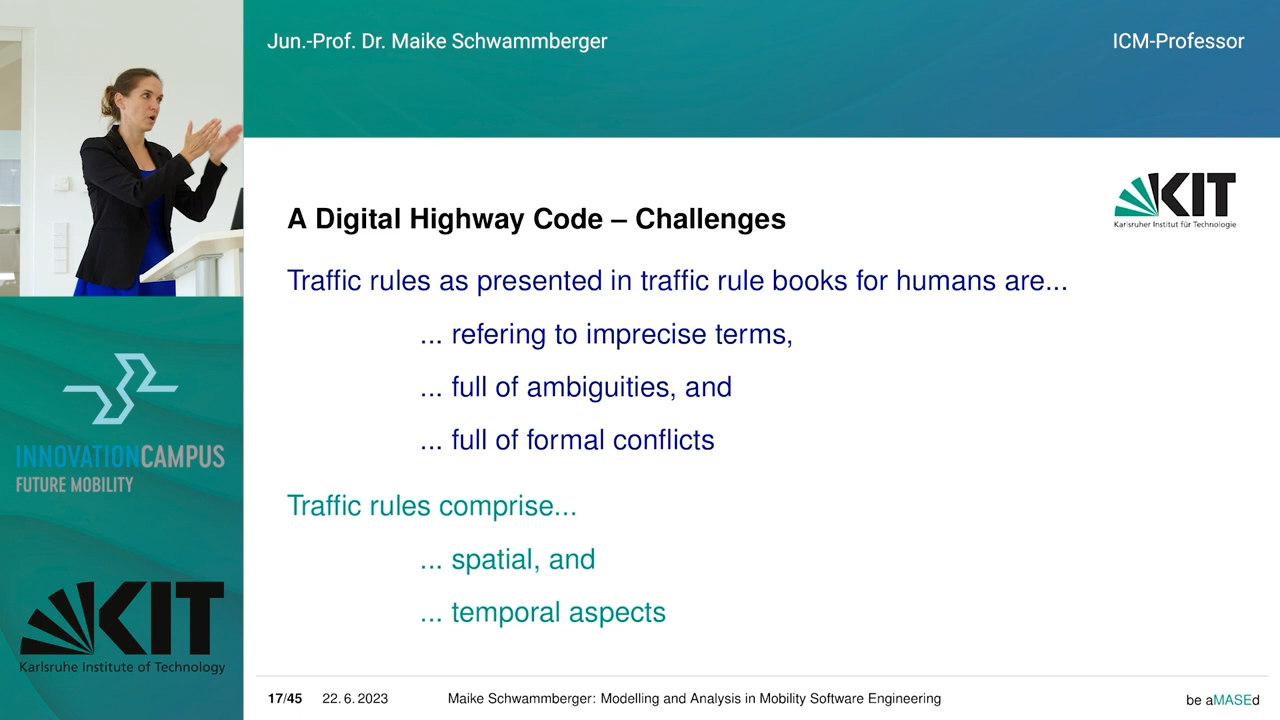 Jun.-Prof. Dr. Maike Schwammberger
ICM-Professor
KIT
Karlsruher Institut für Technologie
A Digital Highway Code – Challenges
Traffic rules as presented in traffic rule books for humans are...
... refering to imprecise terms,
... full of ambiguities, and
... full of formal conflicts
Traffic rules comprise...
... spatial, and
... temporal aspects
INNOVATIONCAMPUS
FUTURE MOBILITY
KIT
Karlsruhe Institute of Technology
17/45 22. 6. 2023 Maike Schwammberger: Modelling and Analysis in Mobility Software Engineering be aMASEd